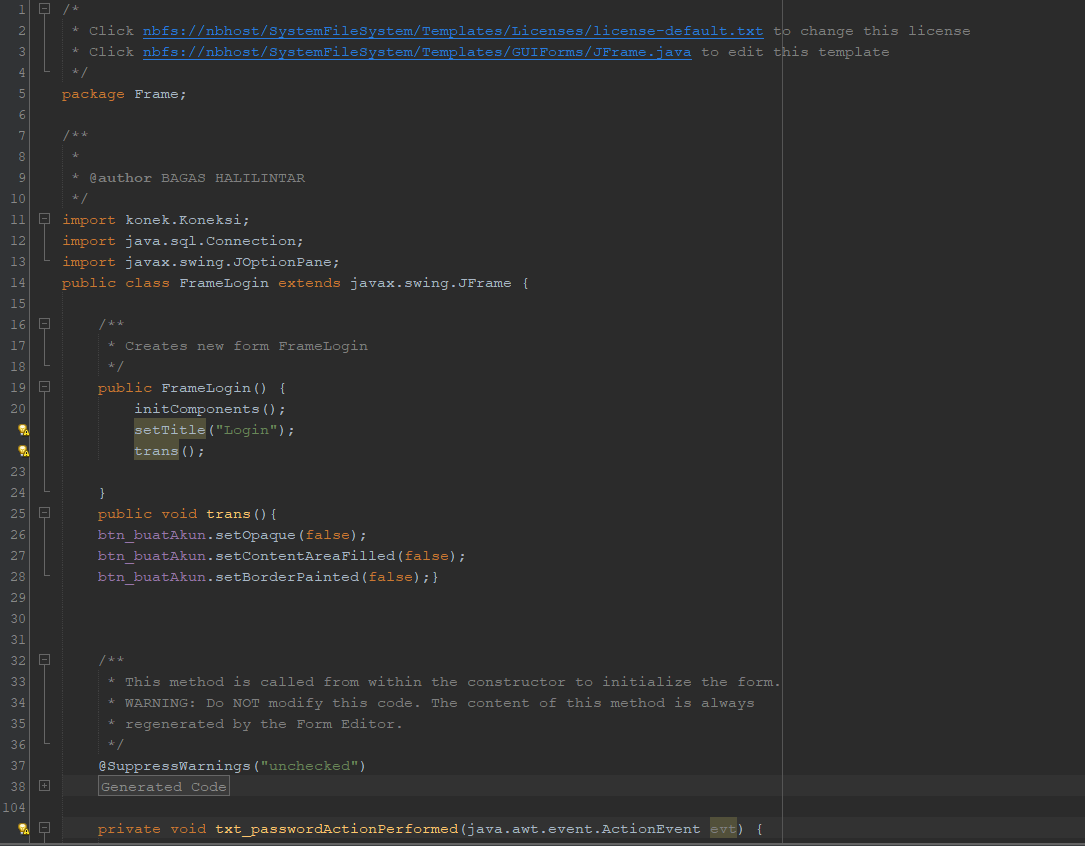 1 /*
2 * Click nbfs://nbhost/SystemFileSystem/Templates/Licenses/license-default.txt to change this license
3 * Click nbfs://nbhost/SystemFileSystem/Templates/GUIForms/JFrame.java to edit this template
4 */
5 package Frame;
6
7 /**
8 *
9 * @author BAGAS HALILINTAR
10 */
11 import konek.Koneksi;
12 import java.sql.Connection;
13 import javax.swing.JOptionPane;
14 public class FrameLogin extends javax.swing.JFrame {
15
16 /**
17 * Creates new form FrameLogin
18 */
19 public FrameLogin() {
20 initComponents();
setTitle("Login");
trans();
23
24 }
25 public void trans(){
26 btn_buatAkun.setOpaque(false);
27 btn_buatAkun.setContentAreaFilled(false);
28 btn_buatAkun.setBorderPainted(false);}
29
30
31
32 /**
33 * This method is called from within the constructor to initialize the form.
34 * WARNING: Do NOT modify this code. The content of this method is always
35 * regenerated by the Form Editor.
36 */
37 @SuppressWarnings("unchecked")
38 Generated Code
104
private void txt_passwordActionPerformed(java.awt.event.ActionEvent evt) {